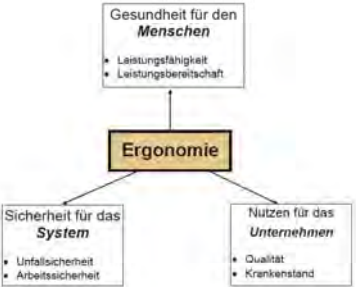 Gesundheit für den
Menschen
• Leistungsfähigkeit
• Leistungsbereitschaft
Ergonomie
Sicherheit für das
System
• Unfallsicherheit
• Arbeitssicherheit
Nutzen für das
Unternehmen
• Qualität
• Krankenstand